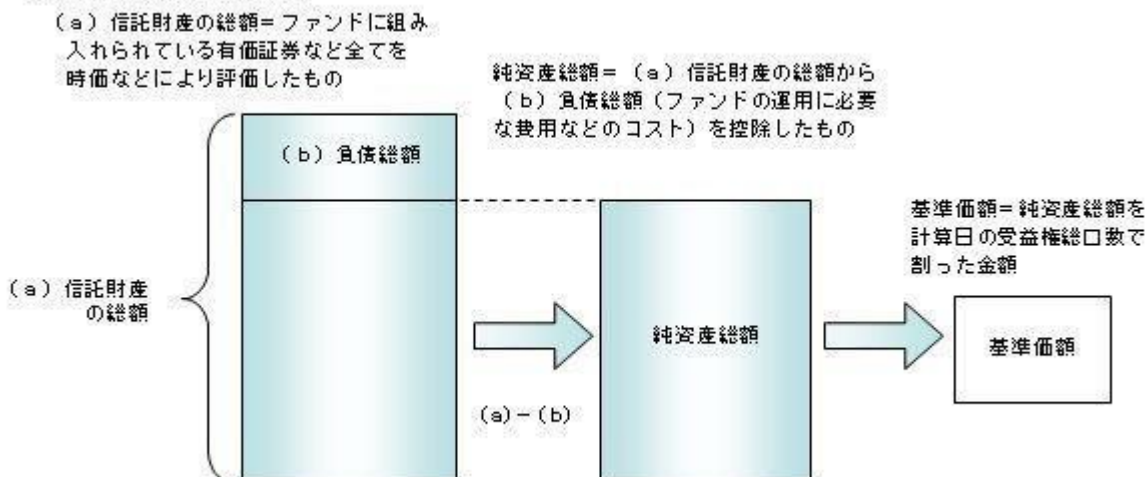 (a)信託財産の総額=ファンドに組み
入れられている有価証券など全てを
時価などにより評価したもの
純資産総額=(a)信託財産の総額から
(b)負債総額(ファンドの運用に必要
な費用などのコスト)を控除したもの
(b)負債総額
基準価額=純資産総額を
計算日の受益権総口数で
割った金額
(a)信託財産
の総額
純資産総額
基準価額
(a)-(b)